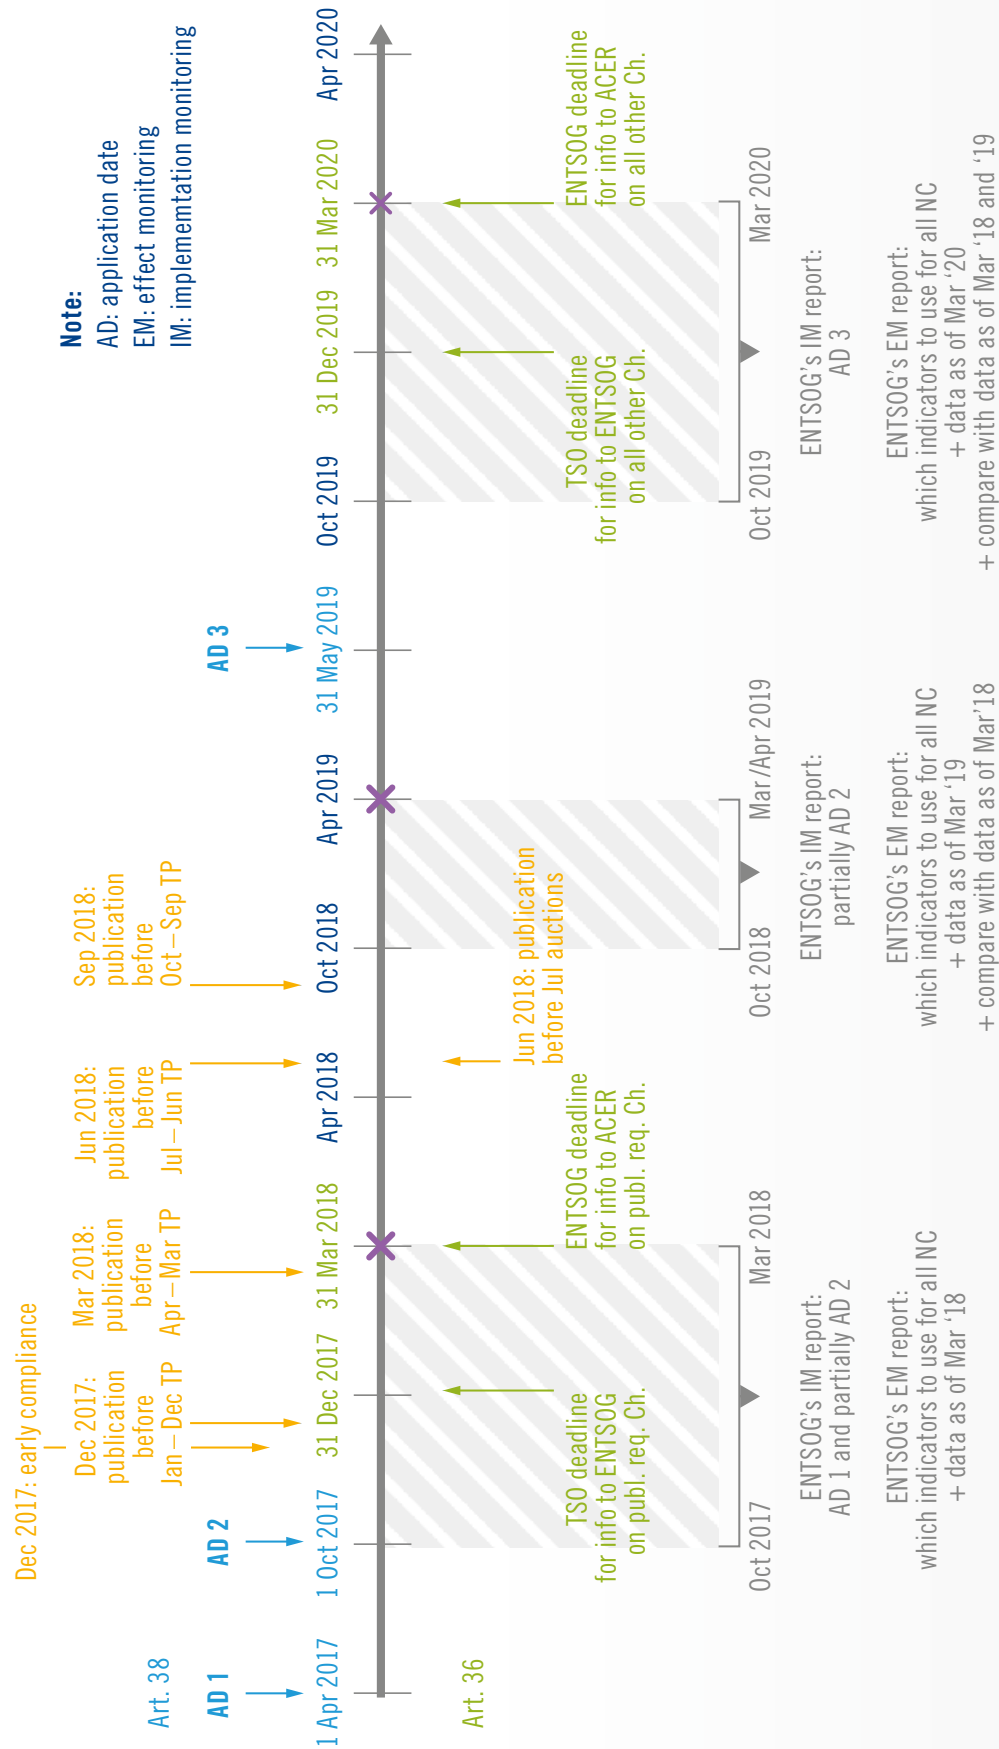 Note:
AD: application date
EM: effect monitoring
IM: implememtation monitoring
Dec 2017: early compliance
Dec 2017:
publication
before
Jan – Dec TP
Mar 2018:
publication
before
Apr – Mar TP
Jun 2018:
publication
before
Jul – Jun TP
Sep 2018:
publication
before
Oct – Sep TP
Art. 38
AD 1
AD 2
AD 3
1 Apr 2017
1 Oct 2017
31 Dec 2017
31 Mar 2018
Apr 2018
Oct 2018
Apr 2019
31 May 2019
Oct 2019
31 Dec 2019
31 Mar 2020
Apr 2020
Art. 36
TSO deadline
for info to ENTSOG
on publ. req. Ch.
ENTSOG deadline
for info to ACER
on publ. req. Ch.
Jun 2018: publication
before Jul auctions
TSO deadline
for info to ENTSOG
on all other Ch.
ENTSOG deadline
for info to ACER
on all other Ch.
Oct 2017
Mar 2018
Oct 2018
Mar/Apr 2019
Oct 2019
Mar 2020
ENTSOG’s IM report:
AD 1 and partially AD 2
ENTSOG’s EM report:
which indicators to use for all NC
+ data as of Mar ‘18
ENTSOG’s IM report:
partially AD 2
ENTSOG’s EM report:
which indicators to use for all NC
+ data as of Mar ‘19
+ compare with data as of Mar’18
ENTSOG’s IM report:
AD 3
ENTSOG’s EM report:
which indicators to use for all NC
+ data as of Mar ‘20
+ compare with data as of Mar ‘18 and ‘19